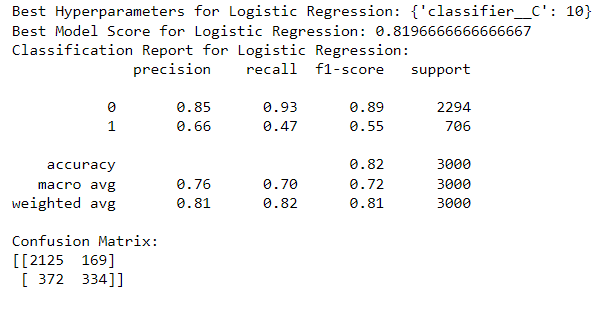 Best Hyperparameters for Logistic Regression: {'classifier__C': 10}
Best Model Score for Logistic Regression: 0.8196666666666667
Classification Report for Logistic Regression:
              precision    recall  f1-score   support

           0       0.85      0.93      0.89      2294
           1       0.66      0.47      0.55       706

    accuracy                           0.82      3000
   macro avg       0.76      0.70      0.72      3000
weighted avg       0.81      0.82      0.81      3000

Confusion Matrix:
[[2125  169]
 [ 372  334]]